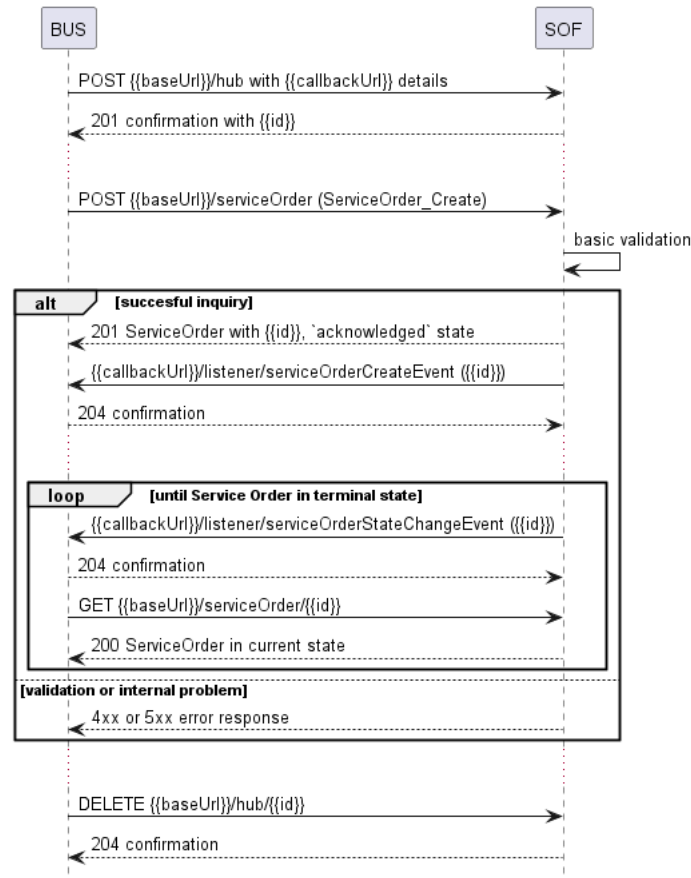 BUS
SOF
POST {{baseUrl}}/hub with {{callbackUrl}} details
201 confirmation with {{id}}
POST {{baseUrl}}/serviceOrder (ServiceOrder_Create)
basic validation
alt
[succesful inquiry]
201 ServiceOrder with {{id}}, `acknowledged` state
{{callbackUrl}}/listener/serviceOrderCreateEvent ({{id}})
204 confirmation
loop
[until Service Order in terminal state]
{{callbackUrl}}/listener/serviceOrderStateChangeEvent ({{id}})
204 confirmation
GET {{baseUrl}}/serviceOrder/{{id}}
200 ServiceOrder in current state
[validation or internal problem]
4xx or 5xx error response
DELETE {{baseUrl}}/hub/{{id}}
204 confirmation